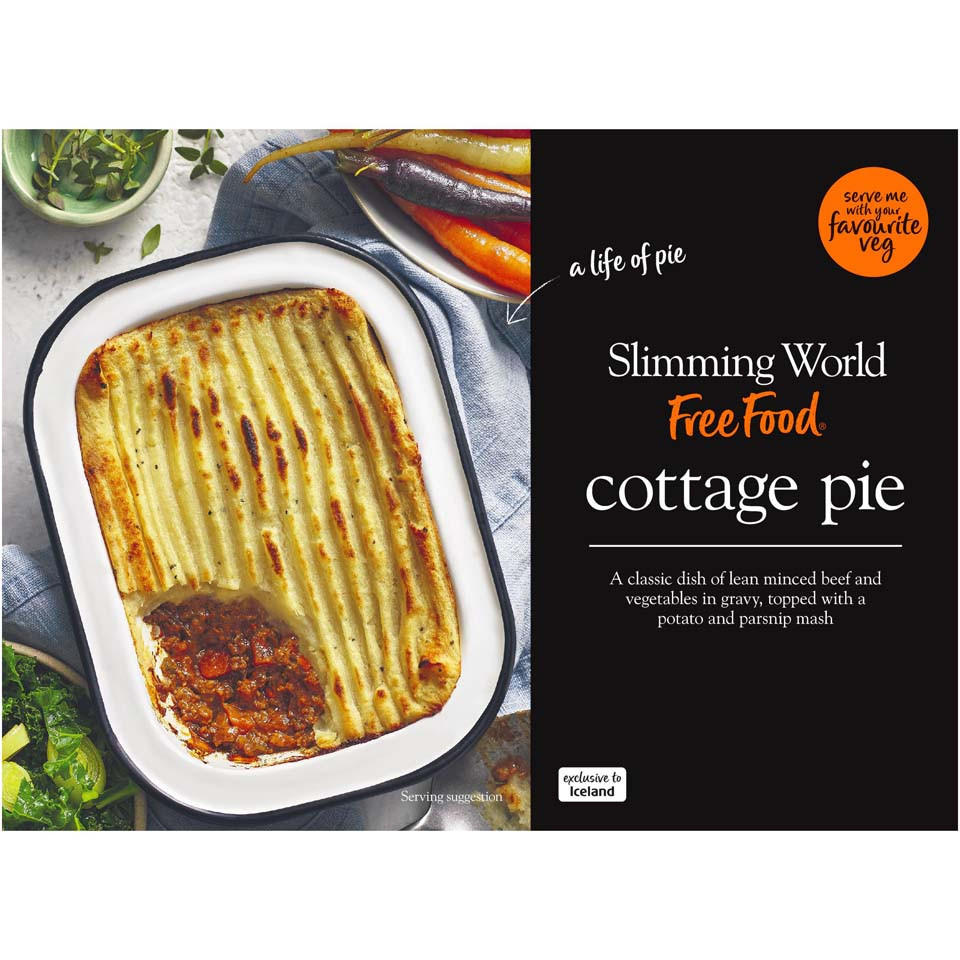 serve me
with your
favourite
veg
a life of pie
Slimming World
Free Food®
cottage pie
A classic dish of lean minced beef and
vegetables in gravy, topped with a
potato and parsnip mash
exclusive to
Iceland
Serving suggestion